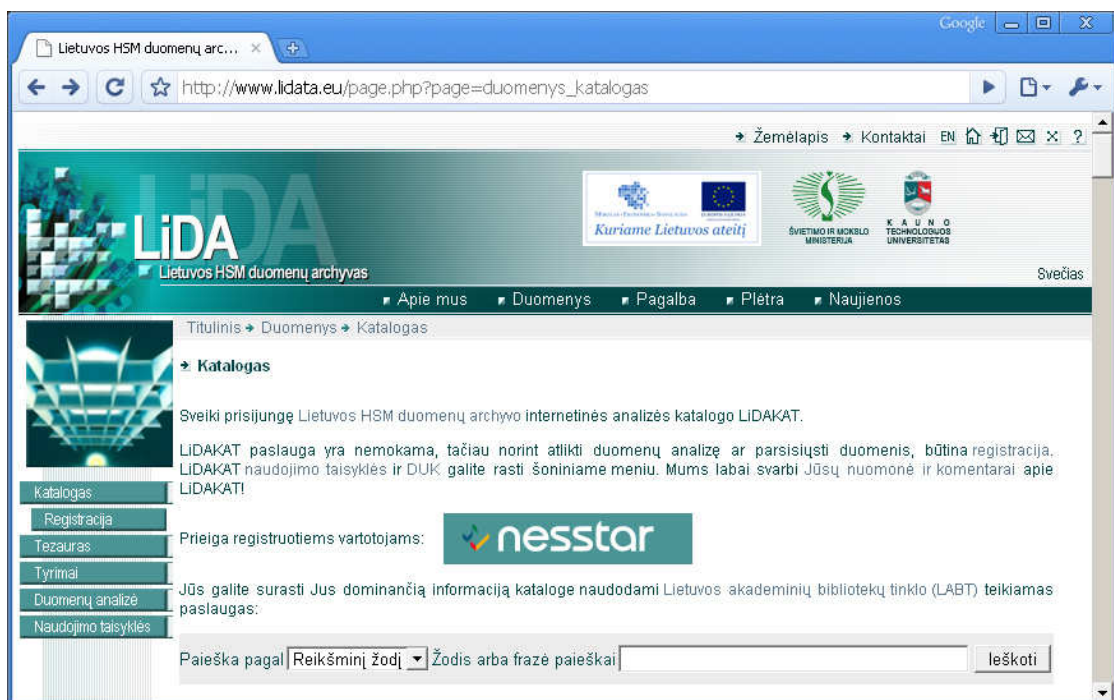 Google
Lietuvos HSM duomenų arc...
http://www.lidata.eu/page.php?page=duomenys_katalogas
Žemėlapis Kontaktai EN ?
LiDA
LiDA
Lietuvos HSM duomenų archyvas
Kuriame Lietuvos ateitį
ŠVIETIMO IR MOKSLO
MINISTERIJA
KAUNO
TECHNOLOGIJOS
UNIVERSITETAS
Svečias
Apie mus Duomenys Pagalba Plėtra Naujienos
Titulinis Duomenys Katalogas
Katalogas
Sveiki prisijungę Lietuvos HSM duomenų archyvo internetinės analizės katalogo LiDAKAT.
LiDAKAT paslauga yra nemokama, tačiau norint atlikti duomenų analizę ar parsisiųsti duomenis, būtina registracija.
LiDAKAT naudojimo taisyklės ir DUK galite rasti šoniniame meniu. Mums labai svarbi Jūsų nuomonė ir komentarai apie
LiDAKAT!
Katalogas
Registracija
Tezauras
Tyrimai
Duomenų analizė
Naudojimo taisyklės
Prieiga registruotiems vartotojams: nesstar
Jūs galite surasti Jus dominančią informaciją kataloge naudodami Lietuvos akademinių bibliotekų tinklo (LABT) teikiamas
paslaugas:
Paieška pagal Reikšminį žodį Žodis arba frazė paieškai Ieškoti